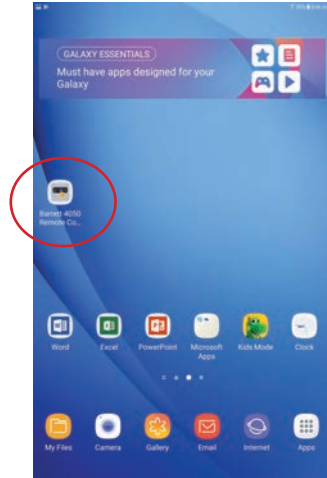 GALAXY ESSENTIALS
Must have apps designed for your
Galaxy
Barrett 4050
Remote Co...
Word
Excel
PowerPoint
Microsoft
Apps
Kids Mode
Clock
My Files
Camera
Gallery
Email
Internet
Apps